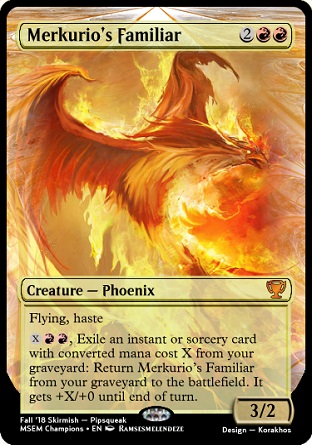 Merkurio's Familiar 2
Creature — Phoenix
Flying, haste
X , Exile an instant or sorcery card
with converted mana cost X from your
graveyard: Return Merkurio's Familiar
from your graveyard to the battlefield. It
gets +X/+0 until end of turn.
3/2
Fall '18 Skirmish — Pipsqueak
MSEM Champions • EN Ramsesmelendeze
Design — Korakhos